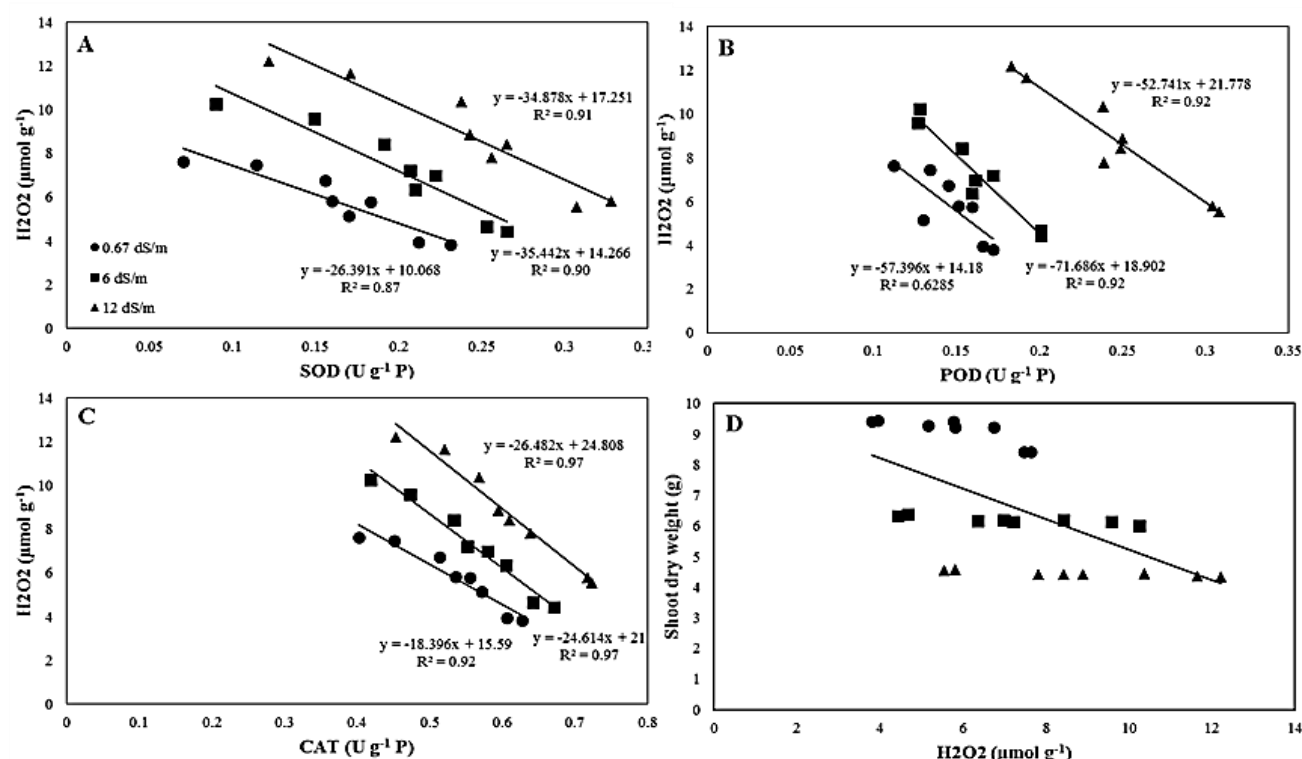 A
14
12
10
8
6
4
2
0
H2O2 (µmol g-1)
y = -34.878x + 17.251
R² = 0.91
y = -35.442x + 14.266
R² = 0.90
y = -26.391x + 10.068
R² = 0.87
0.67 dS/m
6 dS/m
12 dS/m
0 0.05 0.1 0.15 0.2 0.25 0.3
SOD (U g-1 P)
B
14
12
10
8
6
4
2
0
H2O2 (µmol g-1)
y = -52.741x + 21.778
R² = 0.92
y = -57.396x + 14.18
R² = 0.6285
y = -71.686x + 18.902
R² = 0.92
0 0.05 0.1 0.15 0.2 0.25 0.3 0.35
POD (U g-1 P)
C
14
12
10
8
6
4
2
0
H2O2 (µmol g-1)
y = -26.482x + 24.808
R² = 0.97
y = -18.396x + 15.59
R² = 0.92
y = -24.614x + 21
R² = 0.97
0 0.1 0.2 0.3 0.4 0.5 0.6 0.7 0.8
CAT (U g-1 P)
D
10
9
8
7
6
5
4
3
2
1
0
Shoot dry weight (g)
0 2 4 6 8 10 12 14
H2O2 (µmol g-1)